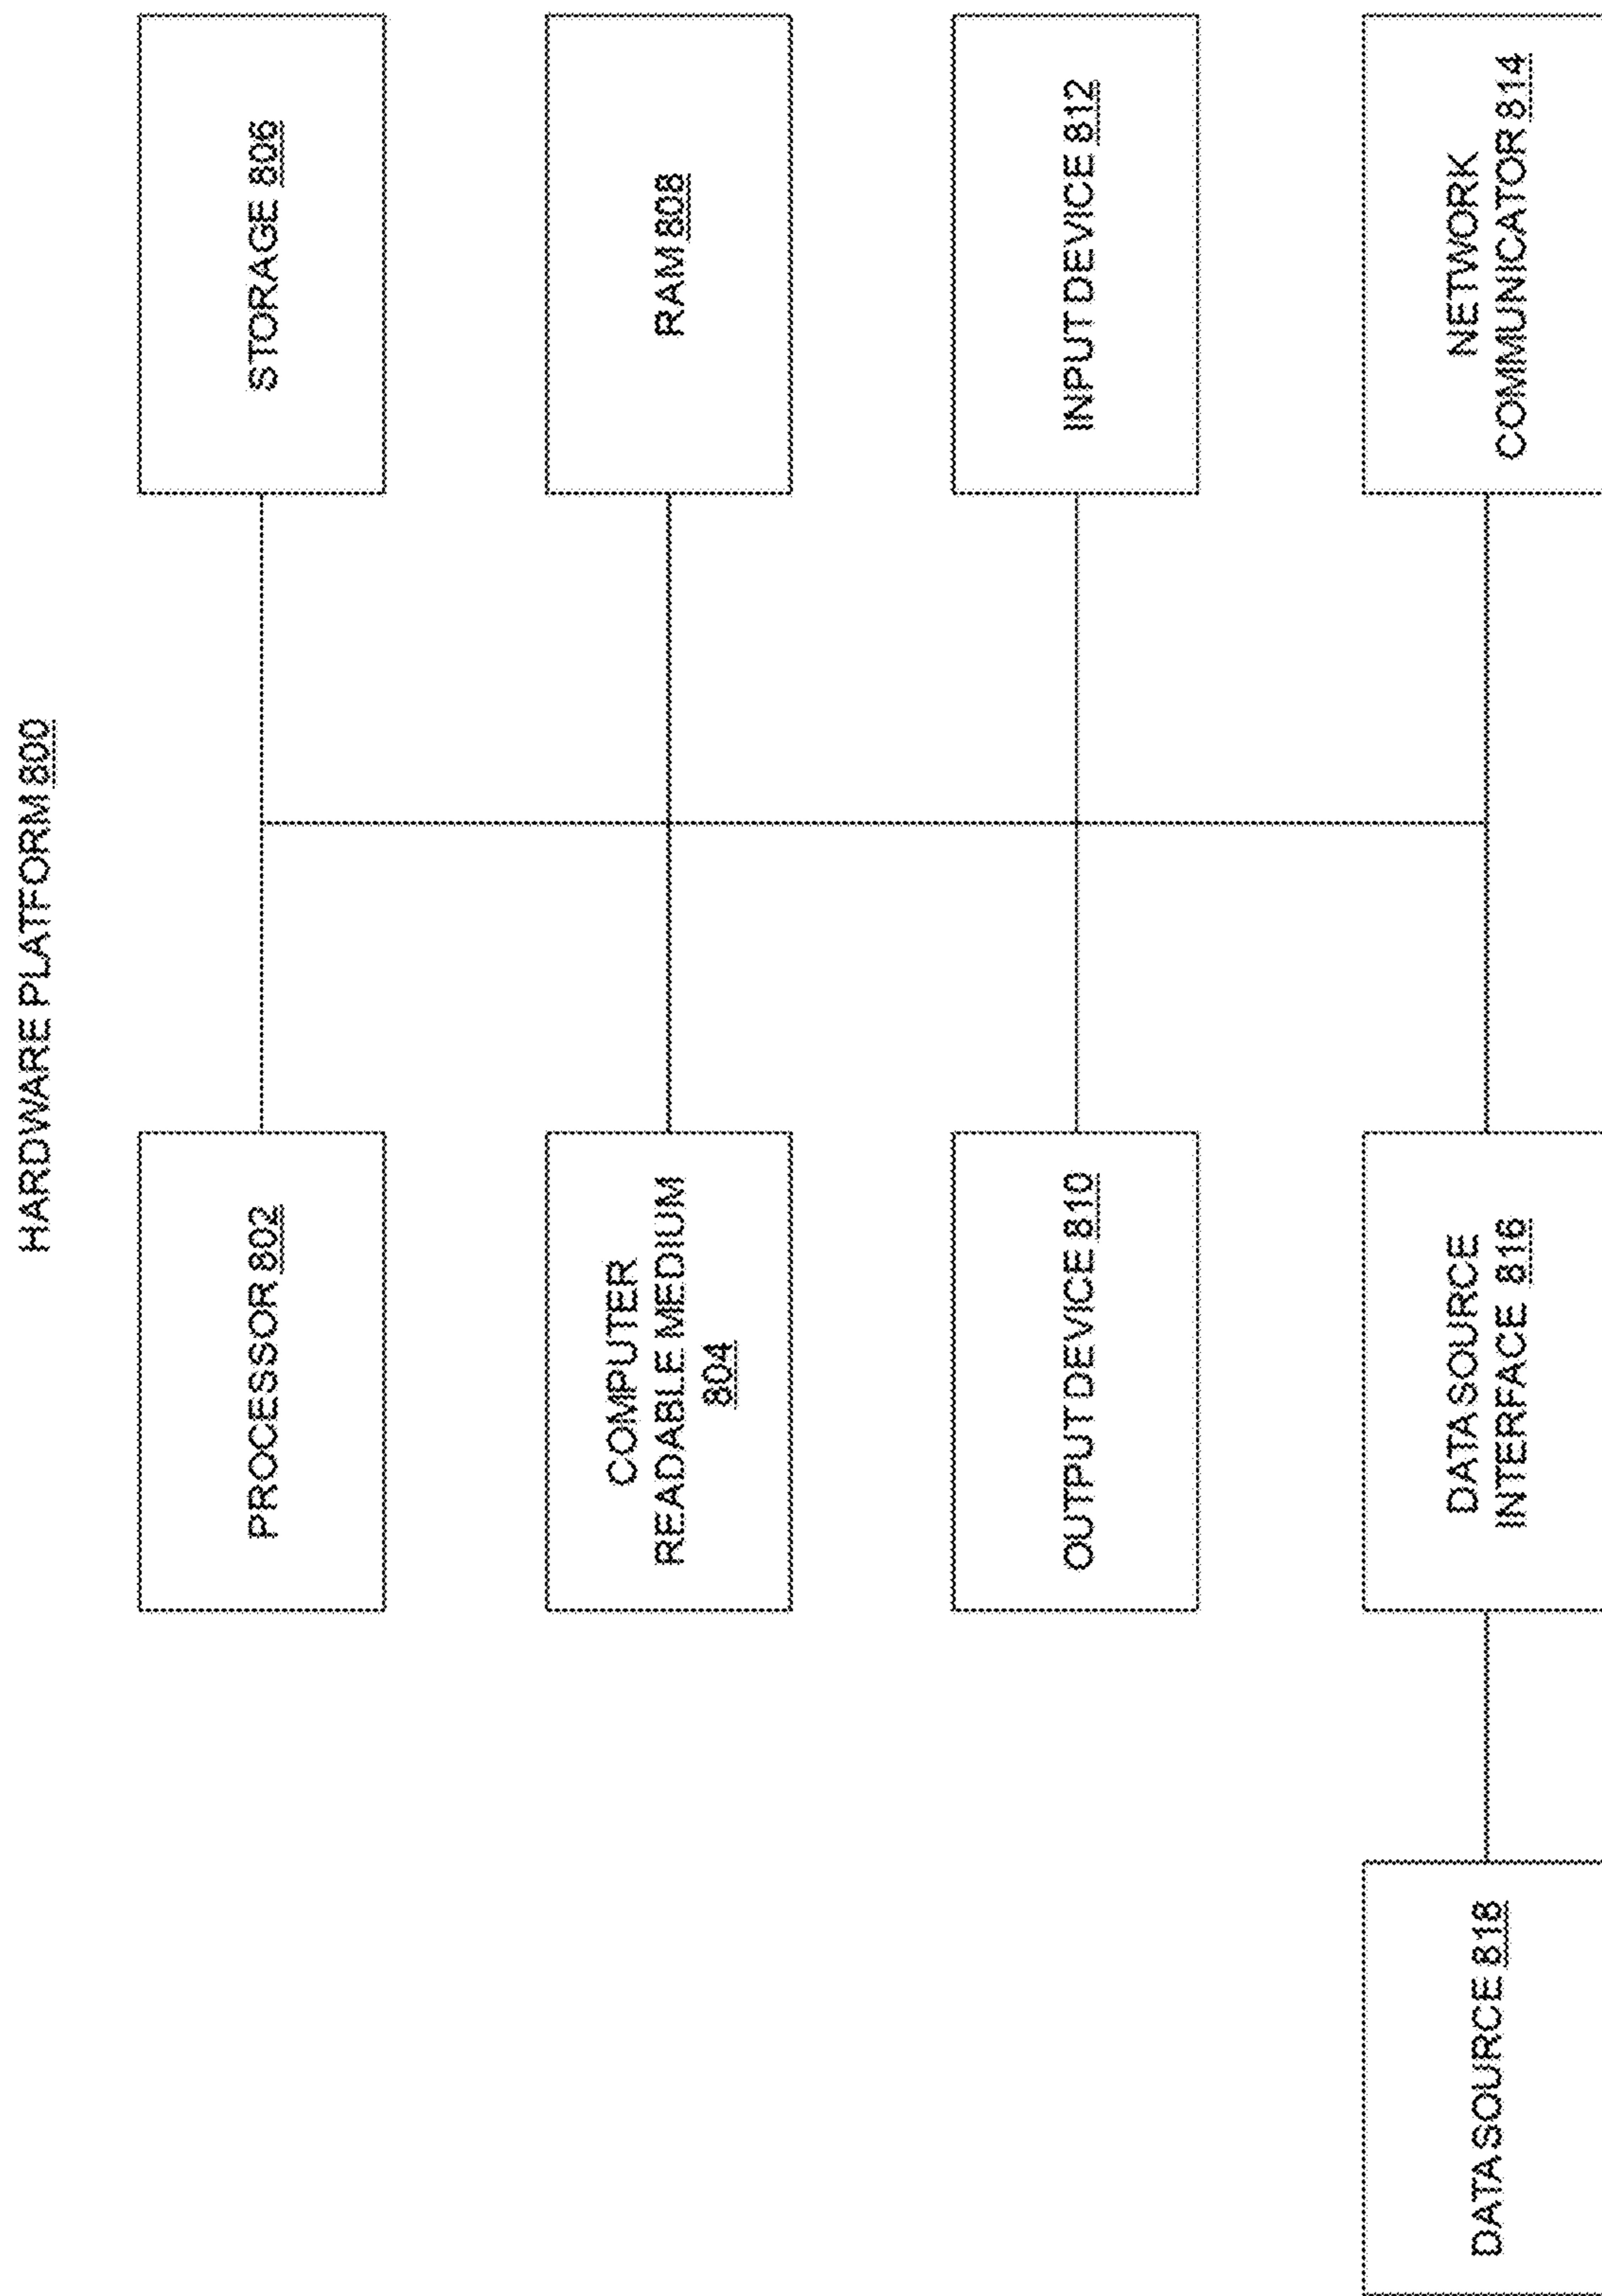 HARDWARE PLATFORM 800
PROCESSOR 802
STORAGE 806
COMPUTER
READABLE MEDIUM
804
RAM 808
OUTPUT DEVICE 810
INPUT DEVICE 812
DATA SOURCE 818
DATA SOURCE
INTERFACE 816
NETWORK
COMMUNICATOR 814